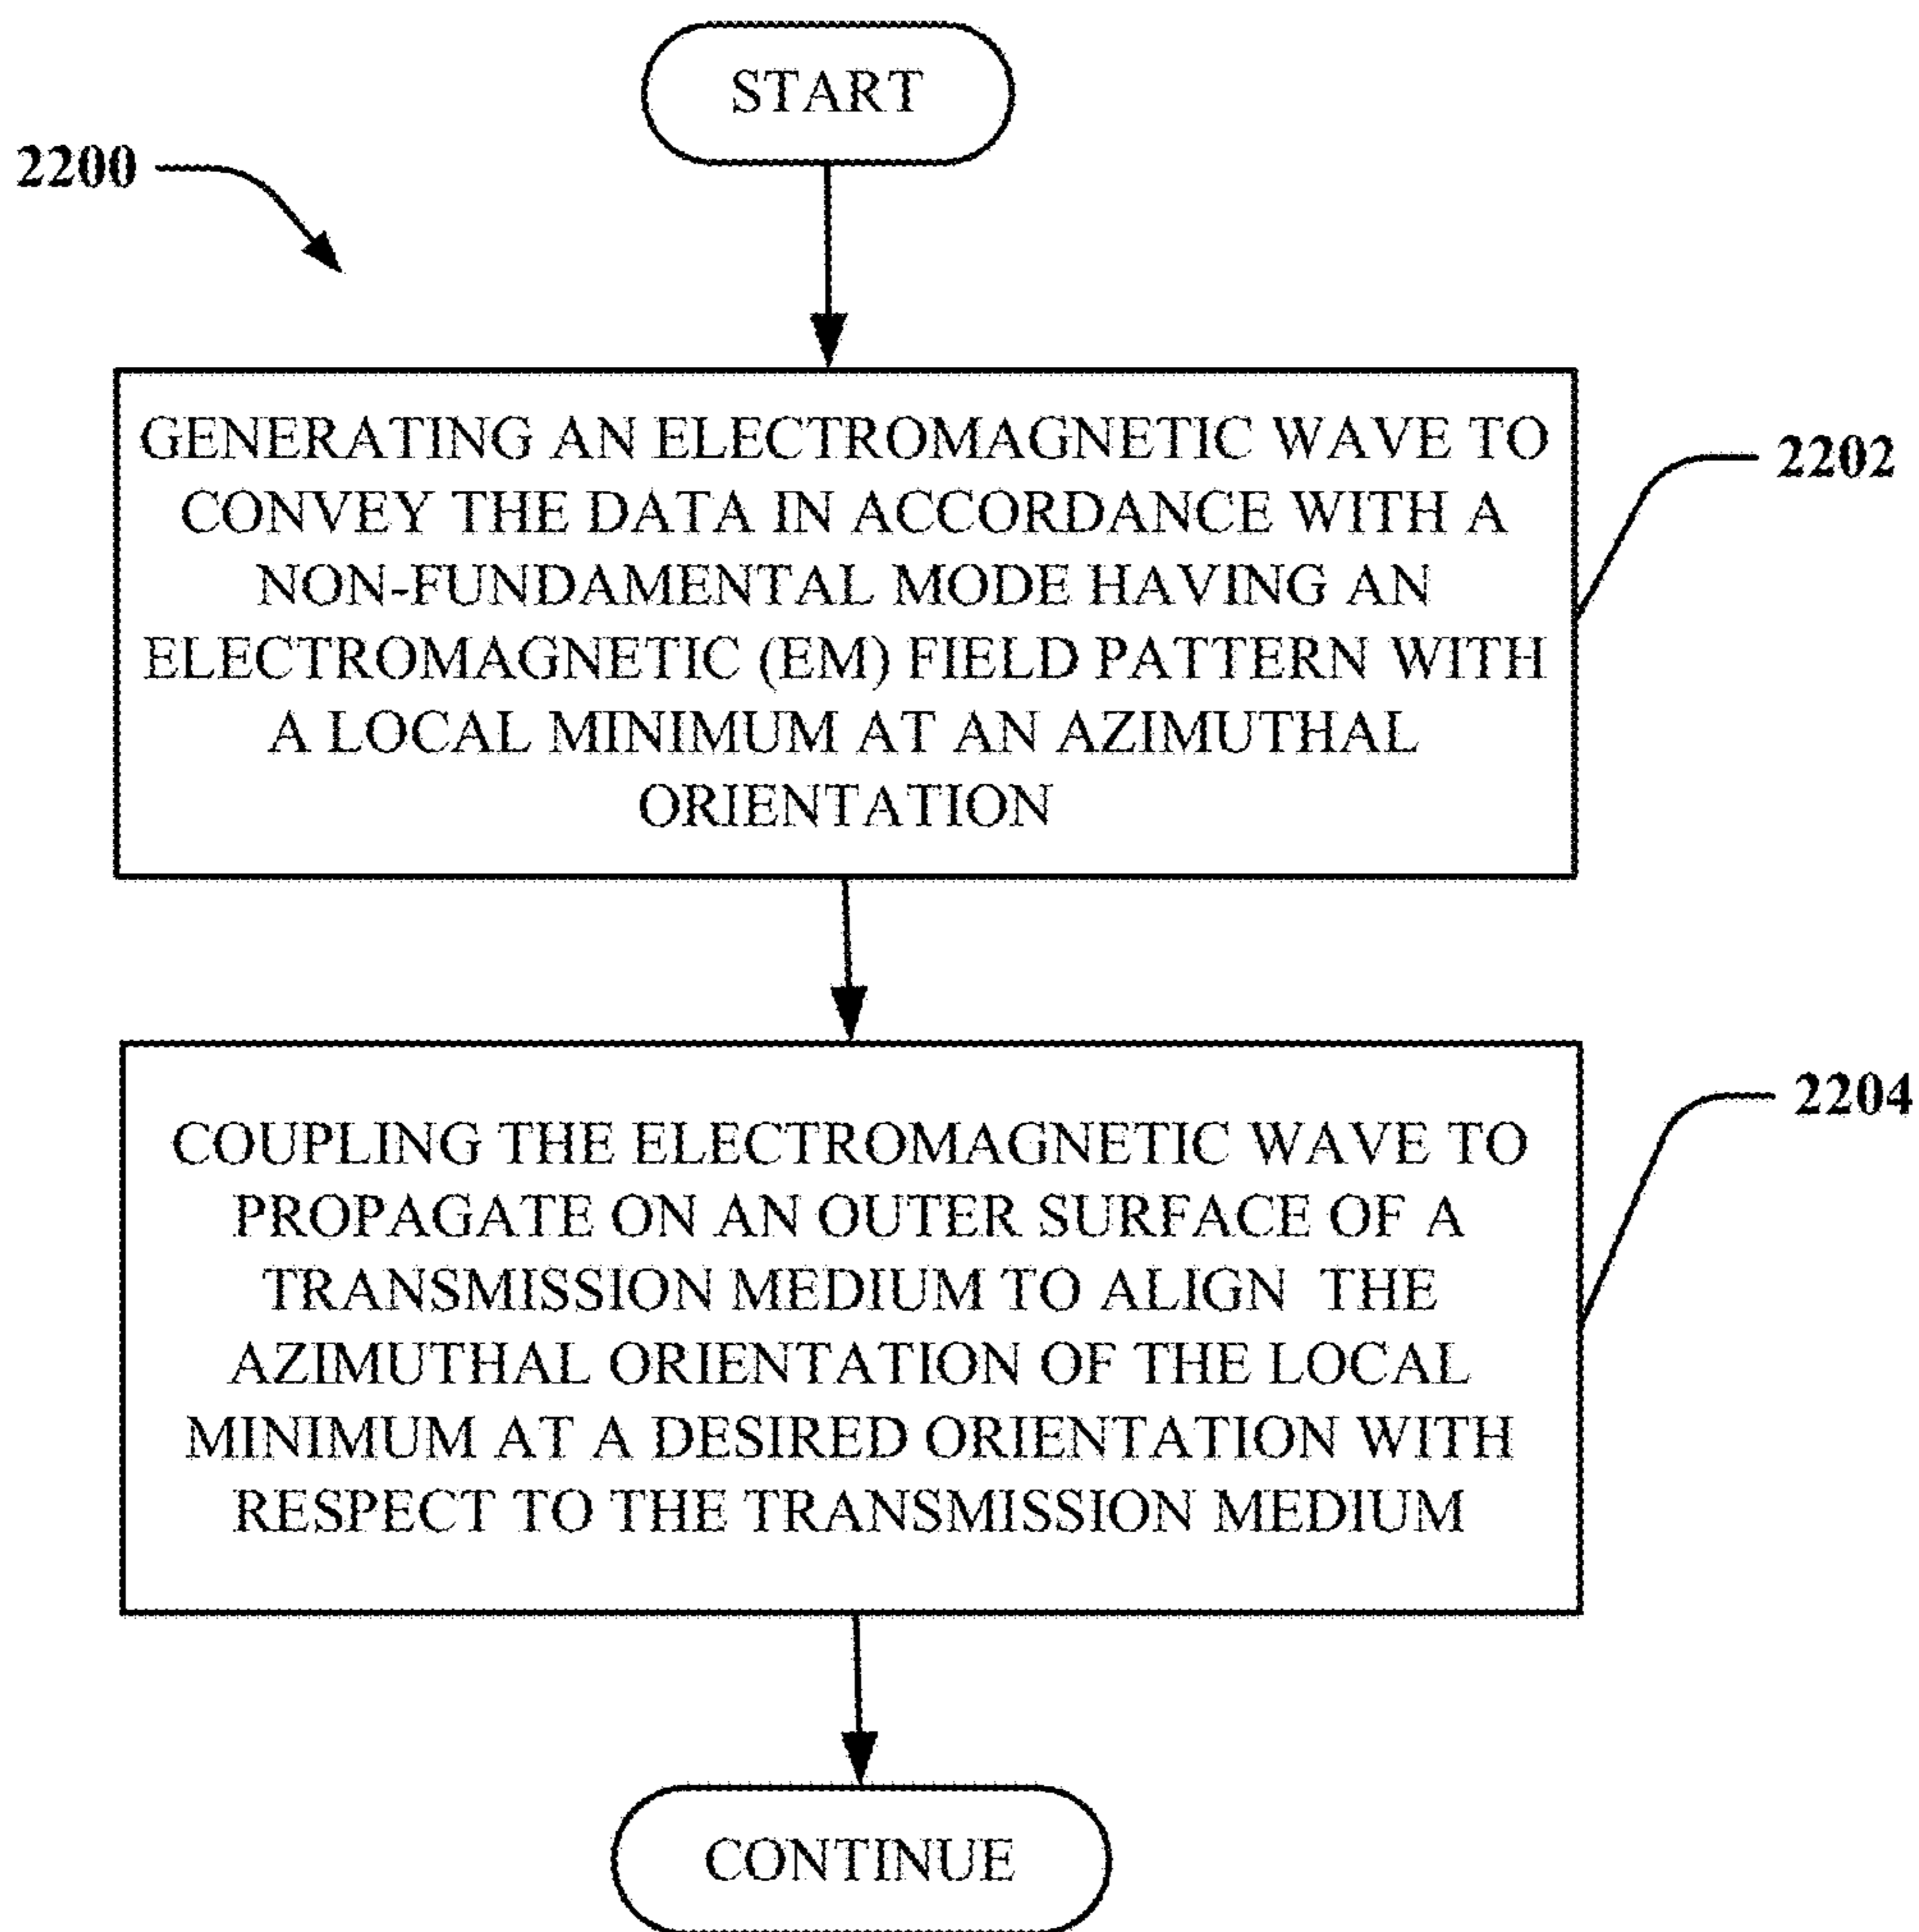 START
2200
GENERATING AN ELECTROMAGNETIC WAVE TO
CONVEY THE DATA IN ACCORDANCE WITH A
NON-FUNDAMENTAL MODE HAVING AN
ELECTROMAGNETIC (EM) FIELD PATTERN WITH
A LOCAL MINIMUM AT AN AZIMUTHAL
ORIENTATION
2202
COUPLING THE ELECTROMAGNETIC WAVE TO
PROPAGATE ON AN OUTER SURFACE OF A
TRANSMISSION MEDIUM TO ALIGN THE
AZIMUTHAL ORIENTATION OF THE LOCAL
MINIMUM AT A DESIRED ORIENTATION WITH
RESPECT TO THE TRANSMISSION MEDIUM
2204
CONTINUE